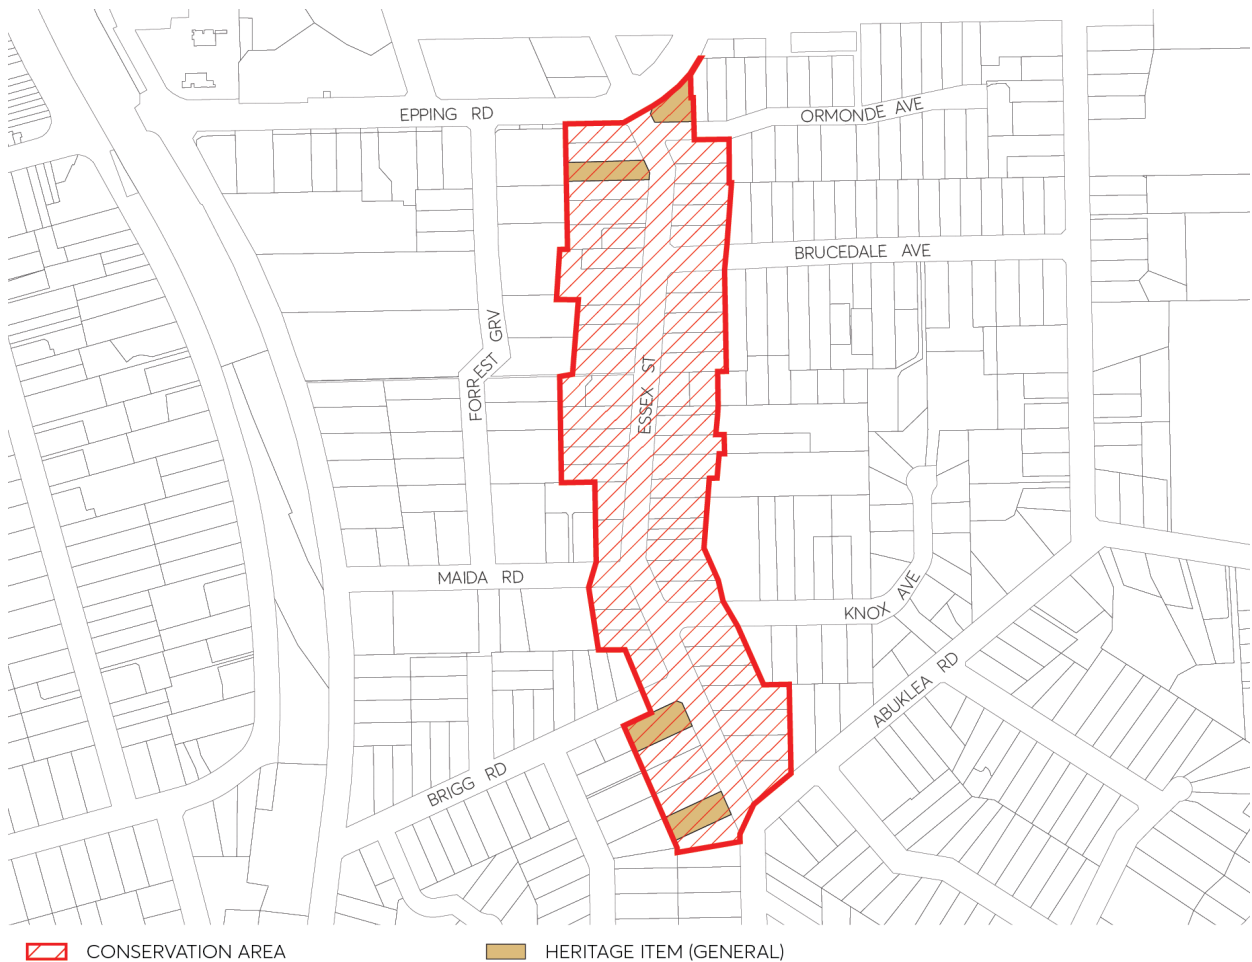 EPPING RD
ORMONDE AVE
BRUCEDALE AVE
FORREST GRV
ESSEX ST
MAIDA RD
KNOX AVE
ABUKLEA RD
BRIGG RD
CONSERVATION AREA
HERITAGE ITEM (GENERAL)